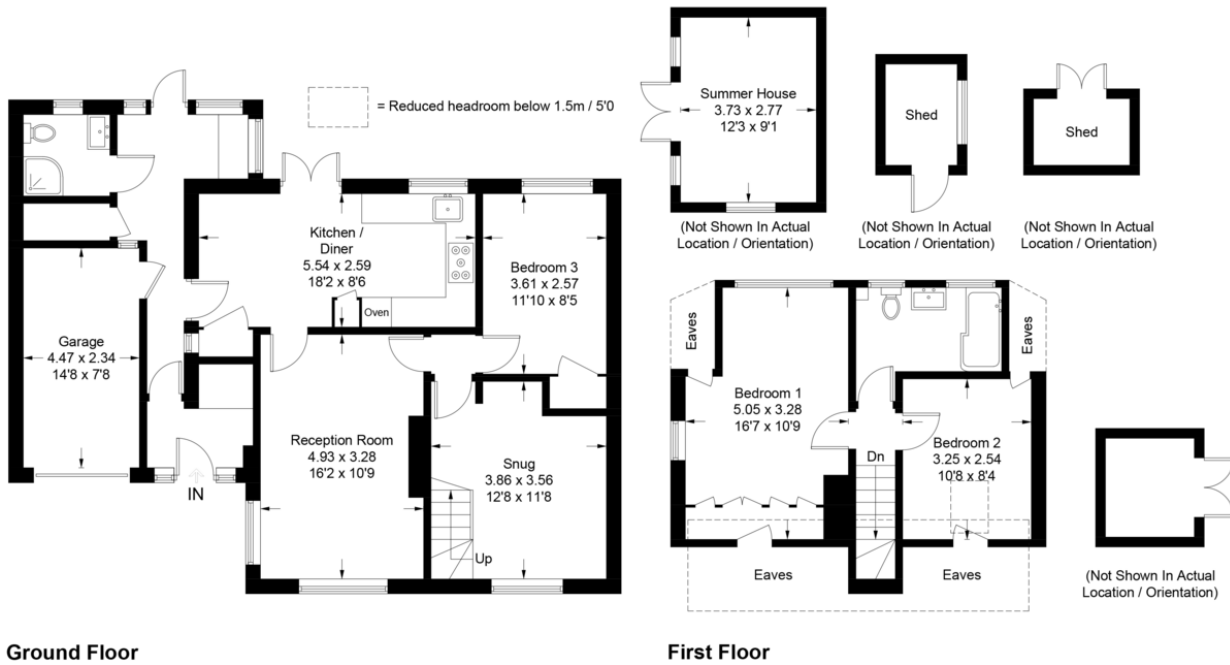 = Reduced headroom below 1.5m / 5'0
Kitchen /
Diner
5.54 x 2.59
18'2 x 8'6
Bedroom 3
3.61 x 2.57
11'10 x 8'5
Oven
Garage
4.47 x 2.34
14'8 x 7'8
Reception Room
4.93 x 3.28
16'2 x 10'9
Snug
3.86 x 3.56
12'8 x 11'8
IN
Up
Ground Floor
Summer House
3.73 x 2.77
12'3 x 9'1
(Not Shown In Actual
Location / Orientation)
Shed
(Not Shown In Actual
Location / Orientation)
Shed
(Not Shown In Actual
Location / Orientation)
Eaves
Eaves
Bedroom 1
5.05 x 3.28
16'7 x 10'9
Bedroom 2
3.25 x 2.54
10'8 x 8'4
Dn
Eaves
Eaves
(Not Shown In Actual
Location / Orientation)
First Floor